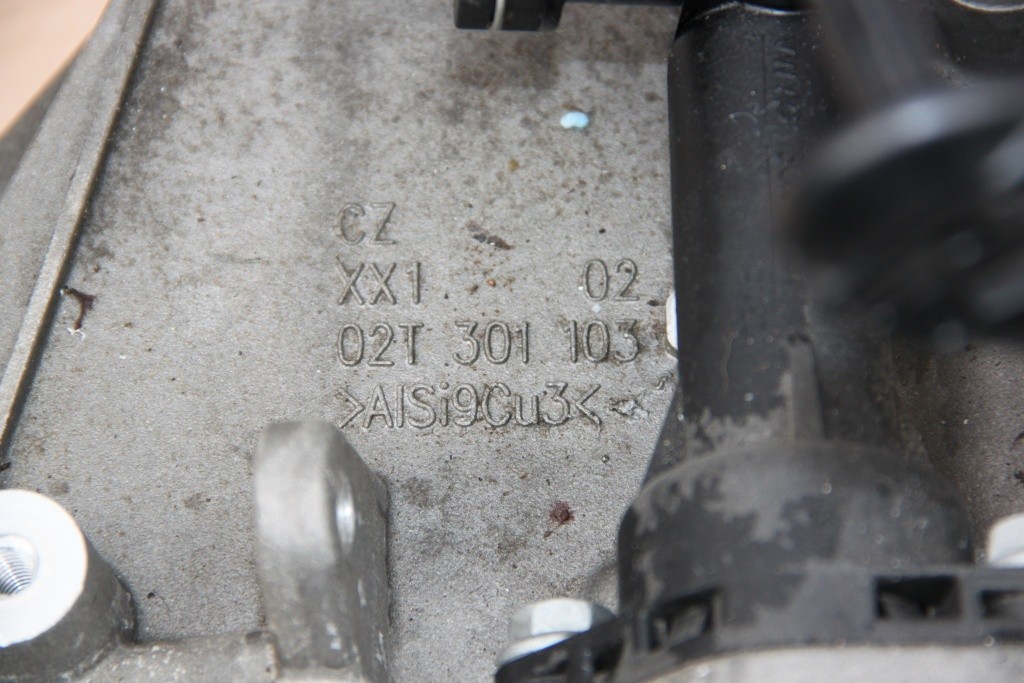 CZ
XX1 02
02T 301 103
>AlSi9Cu3<